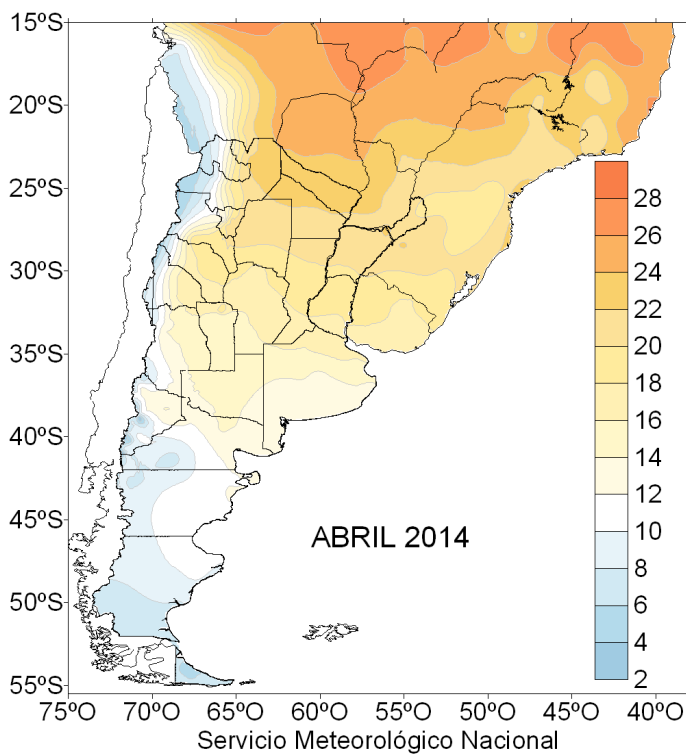 15ºS
20ºS
25ºS
30ºS
35ºS
40ºS
45ºS
50ºS
55ºS
28
26
24
22
20
18
16
14
12
10
8
6
4
2
ABRIL 2014
75ºO 70ºO 65ºO 60ºO 55ºO 50ºO 45ºO 40ºO
Servicio Meteorológico Nacional